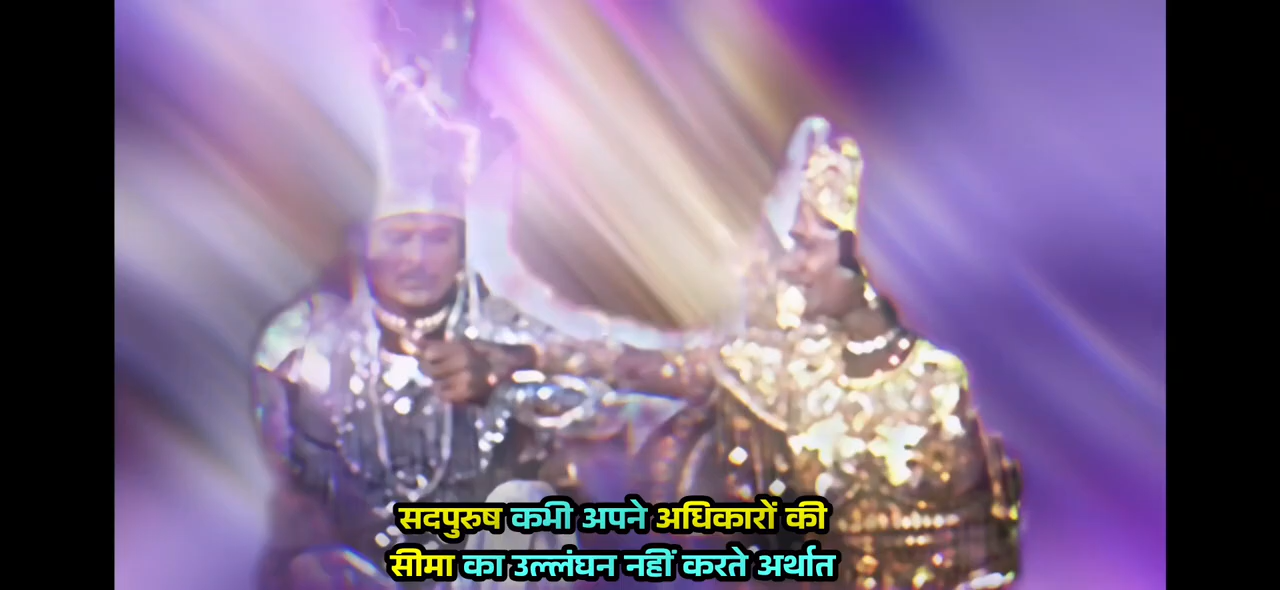 सदपुरुष कभी अपने अधिकारों की
सीमा का उल्लंघन नहीं करते अर्थात